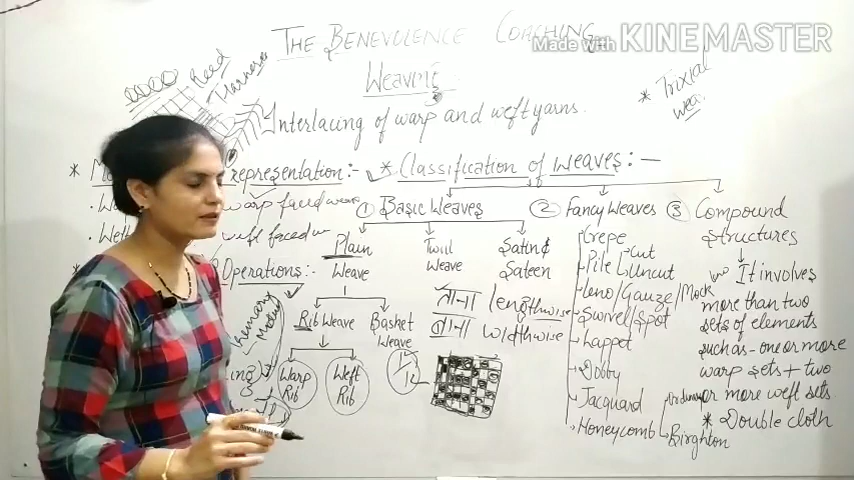 THE BENEVOLENCE COACHING
Made with KINEMASTER
Weaving
Reed
Interlacing of warp and weft yarns.
* Triaxial
representation :-
* Classification of Weaves :-
warp faced
weft faced
Operations :-
① Basic Weaves
Plain Weave
Twill Weave
Satin & Sateen
Rib Weave
Basket Weave
Warp Rib
Weft Rib
ताना lengthwise
बाना widthwise
② Fancy Weaves
Crepe
Pile Cut Uncut
Leno/Gauze/Mock
Swivel/Spot
Lappet
Dobby
Jacquard
Honeycomb
Birghton
③ Compound Structures
It involves
more than two
sets of elements
such as - one or more
warp sets + two
or more weft sets
* Double cloth